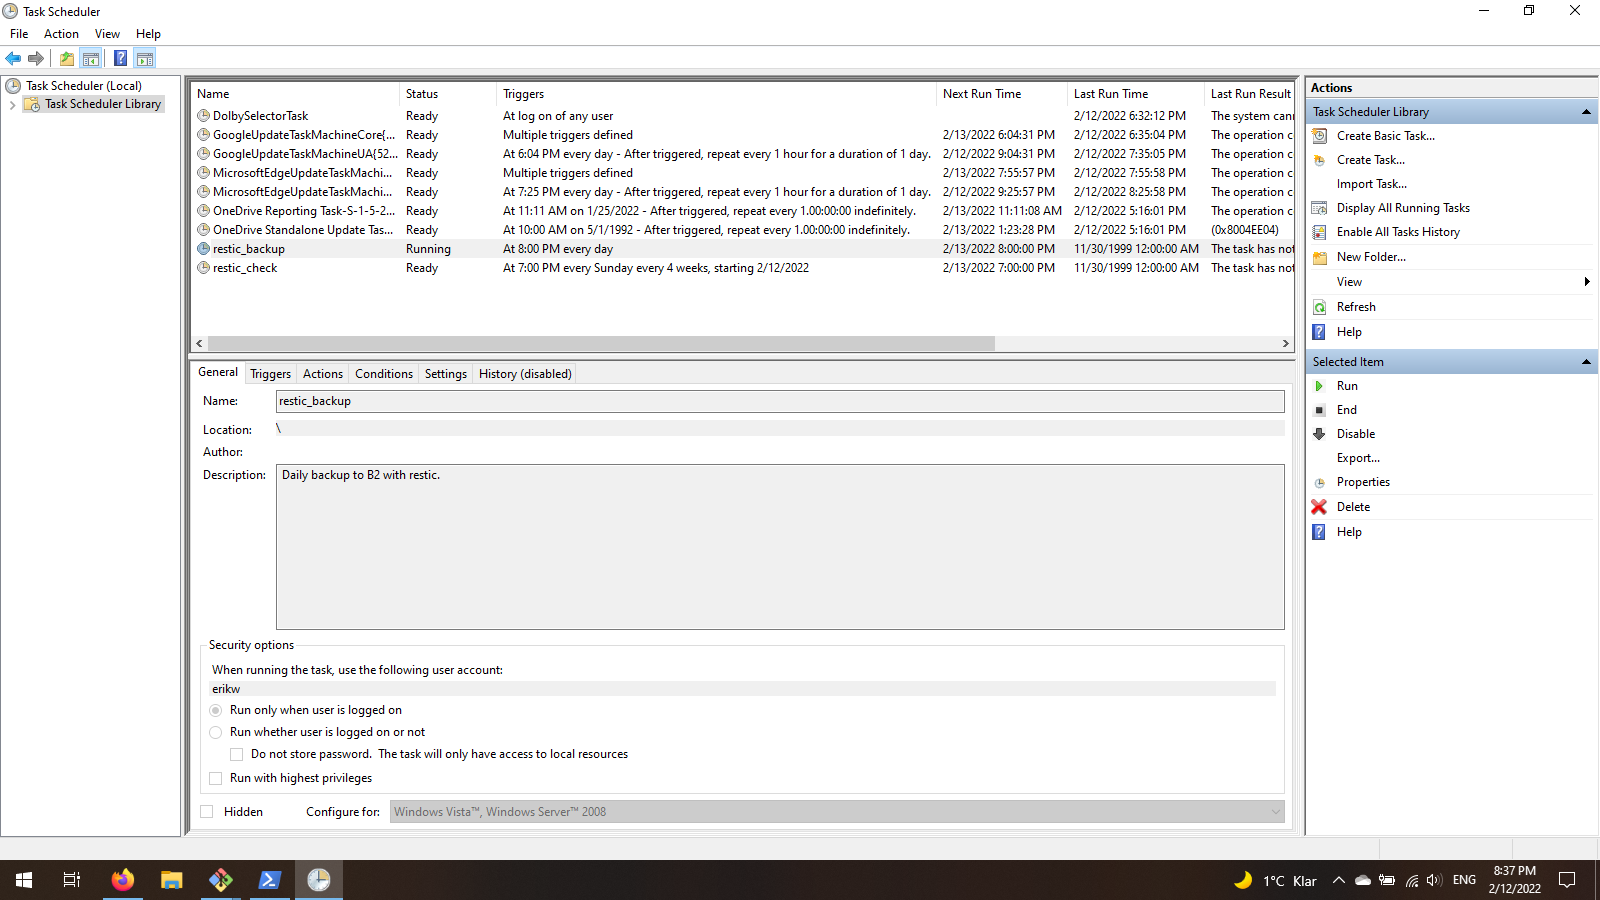 Task Scheduler
File Action View Help
Task Scheduler (Local)
Task Scheduler Library
Name Status Triggers Next Run Time Last Run Time Last Run Result
DolbySelectorTask Ready At log on of any user 2/12/2022 6:32:12 PM The system cann
GoogleUpdateTaskMachineCore{... Ready Multiple triggers defined 2/13/2022 6:04:31 PM 2/12/2022 6:35:04 PM The operation c
GoogleUpdateTaskMachineUA{52... Ready At 6:04 PM every day - After triggered, repeat every 1 hour for a duration of 1 day. 2/12/2022 9:04:31 PM 2/12/2022 7:35:05 PM The operation c
MicrosoftEdgeUpdateTaskMachi... Ready Multiple triggers defined 2/13/2022 7:55:57 PM 2/12/2022 7:55:58 PM The operation c
MicrosoftEdgeUpdateTaskMachi... Ready At 7:25 PM every day - After triggered, repeat every 1 hour for a duration of 1 day. 2/12/2022 9:25:57 PM 2/12/2022 8:25:58 PM The operation c
OneDrive Reporting Task-S-1-5-2... Ready At 11:11 AM on 1/25/2022 - After triggered, repeat every 1.00:00:00 indefinitely. 2/13/2022 11:11:08 AM 2/12/2022 5:16:01 PM The operation c
OneDrive Standalone Update Tas... Ready At 10:00 AM on 5/1/1992 - After triggered, repeat every 1.00:00:00 indefinitely. 2/13/2022 1:23:28 PM 2/12/2022 5:16:01 PM (0x8004EE04)
restic_backup Running At 8:00 PM every day 2/13/2022 8:00:00 PM 11/30/1999 12:00:00 AM The task has not
restic_check Ready At 7:00 PM every Sunday every 4 weeks, starting 2/12/2022 2/13/2022 7:00:00 PM 11/30/1999 12:00:00 AM The task has not
General Triggers Actions Conditions Settings History (disabled)
Name: restic_backup
Location: \
Author:
Description: Daily backup to B2 with restic.
Security options
When running the task, use the following user account:
erikw
Run only when user is logged on
Run whether user is logged on or not
Do not store password. The task will only have access to local resources
Run with highest privileges
Hidden Configure for: Windows Vista™, Windows Server™ 2008
Actions
Task Scheduler Library
Create Basic Task...
Create Task...
Import Task...
Display All Running Tasks
Enable All Tasks History
New Folder...
View
Refresh
Help
Selected Item
Run
End
Disable
Export...
Properties
Delete
Help
1°C Klar ENG 8:37 PM
2/12/2022